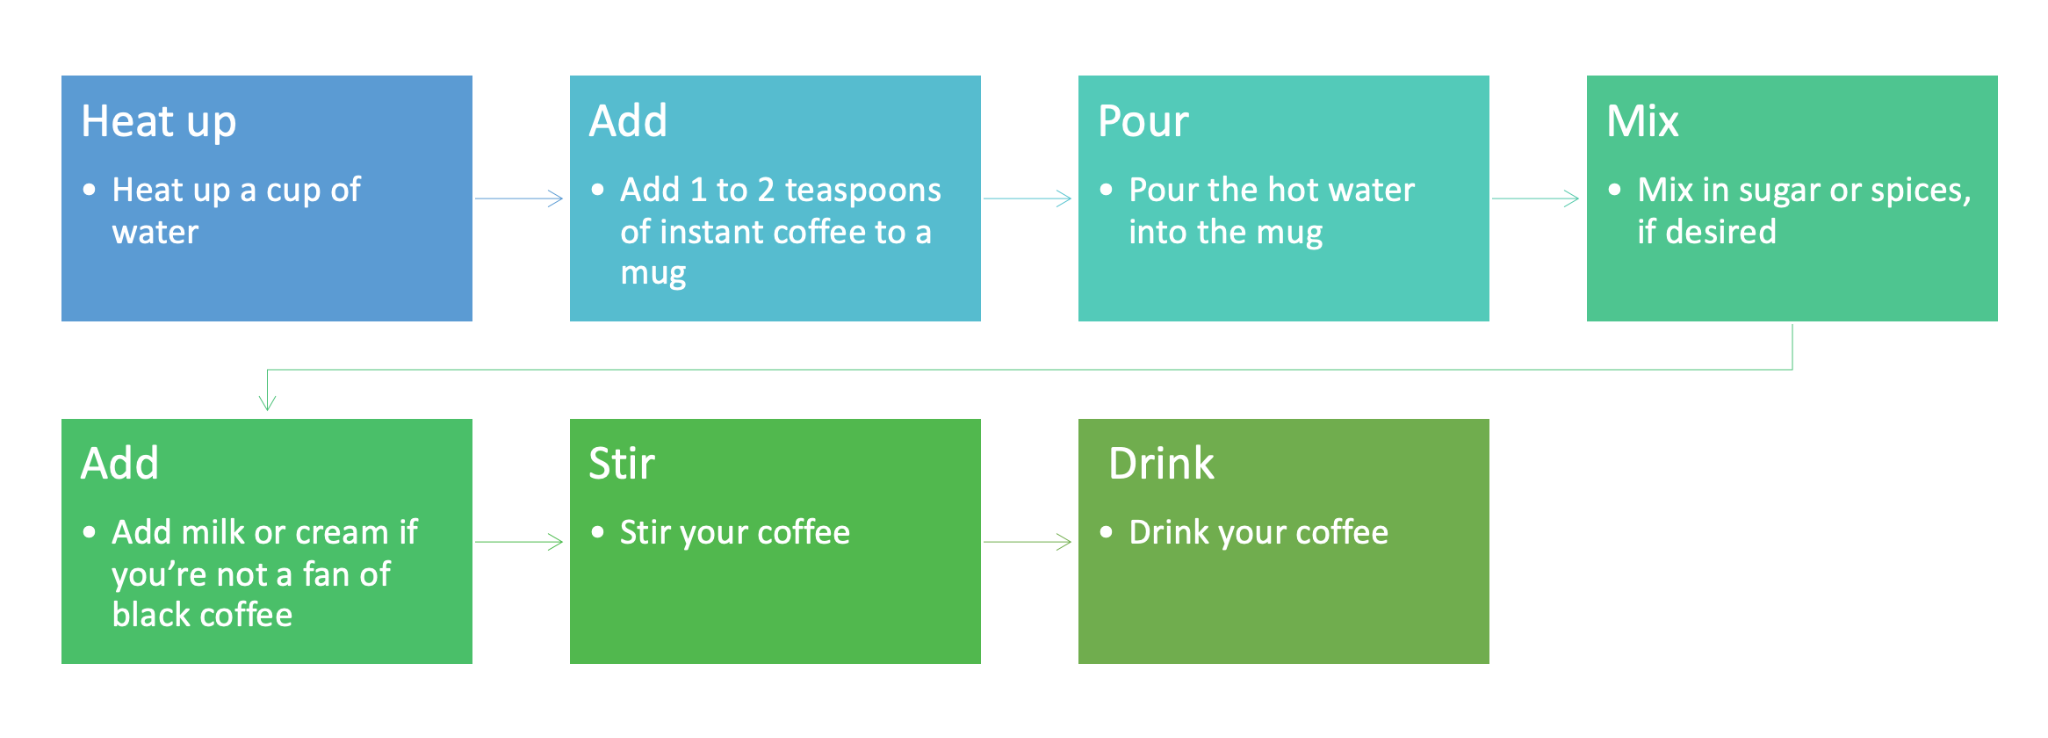 Heat up
• Heat up a cup of
water
Add
• Add 1 to 2 teaspoons
of instant coffee to a
mug
Pour
• Pour the hot water
into the mug
Mix
• Mix in sugar or spices,
if desired
Add
• Add milk or cream if
you’re not a fan of
black coffee
Stir
• Stir your coffee
Drink
• Drink your coffee